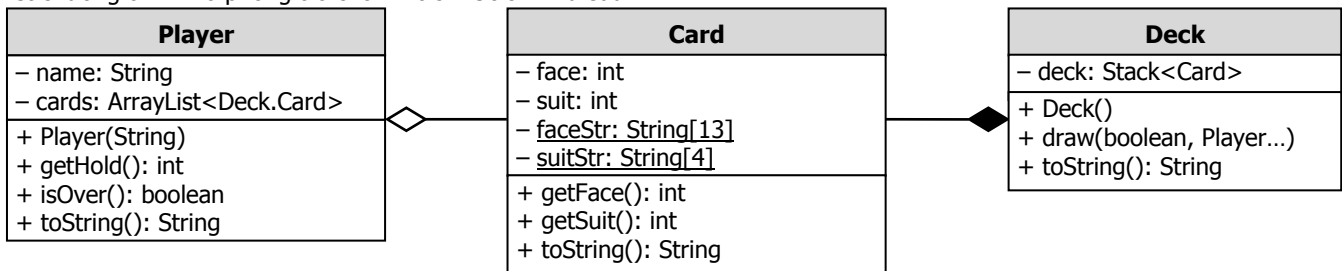 Player
– name: String
– cards: ArrayList<Deck.Card>
+ Player(String)
+ getHold(): int
+ isOver(): boolean
+ toString(): String
Card
– face: int
– suit: int
– faceStr: String[13]
– suitStr: String[4]
+ getFace(): int
+ getSuit(): int
+ toString(): String
Deck
– deck: Stack<Card>
+ Deck()
+ draw(boolean, Player…)
+ toString(): String